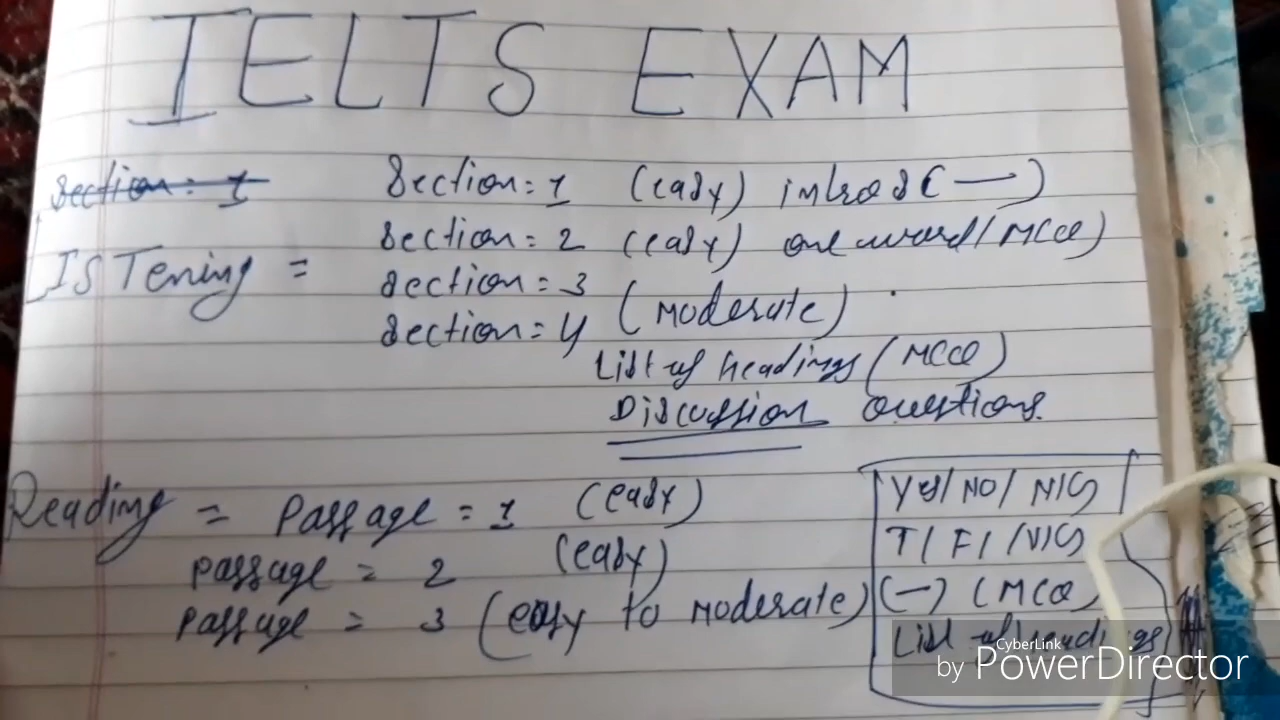 IELTS EXAM
Section: 1
Section: 1 (easy) intro & (—)
Section = 2 (easy) one word / MCQ)
LISTening =
Section = 3
Section = 4 (Moderate)
List of headings (MCQ)
Discussion Questions.
Reading = Passage = 1 (easy)
Passage = 2 (easy)
Passage = 3 (easy to moderate)
Yes/ NO/ N/G
T/ F/ /N/G
(—) (MCQ)
List of headings
CyberLink
by PowerDirector